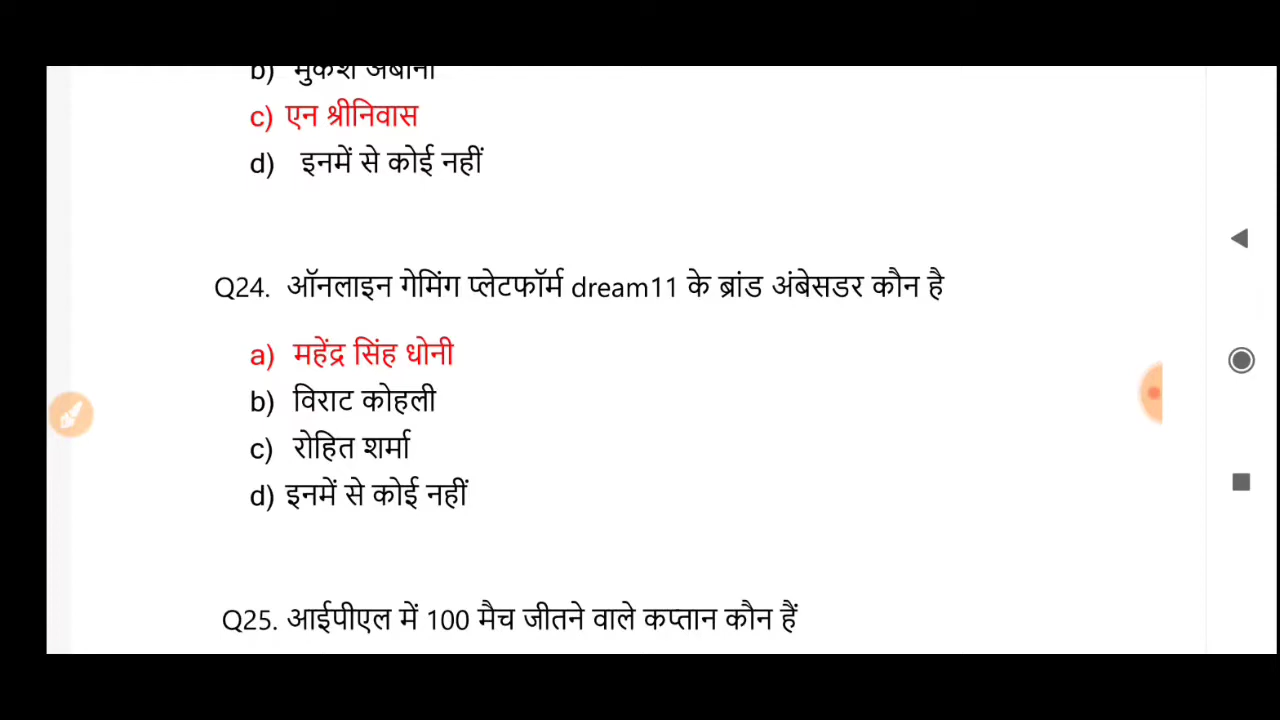 b) मुकेश अंबानी
c) एन श्रीनिवास
d) इनमें से कोई नहीं
Q24. ऑनलाइन गेमिंग प्लेटफॉर्म dream11 के ब्रांड अंबेसडर कौन है
a) महेंद्र सिंह धोनी
b) विराट कोहली
c) रोहित शर्मा
d) इनमें से कोई नहीं
Q25. आईपीएल में 100 मैच जीतने वाले कप्तान कौन हैं